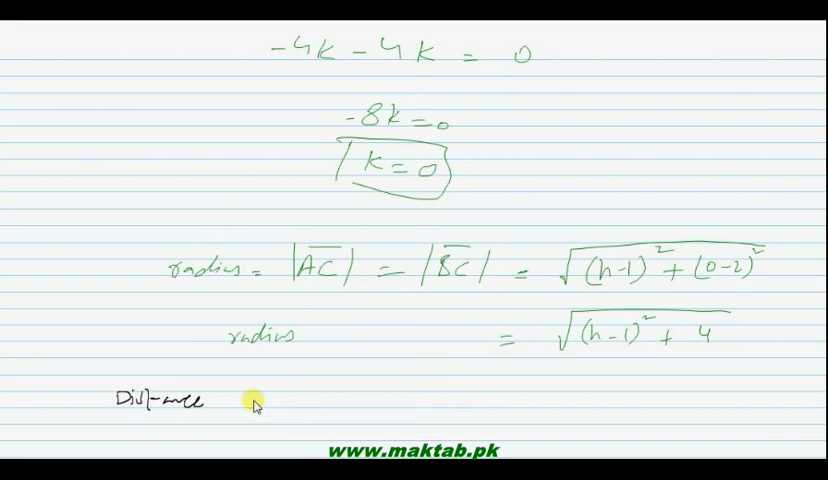 -4k - 4k = 0
-8k = 0
k = 0
radius = |AC| = |BC| = √(h-1)² + (0-2)²
radius = √(h-1)² + 4
Distance
www.maktab.pk